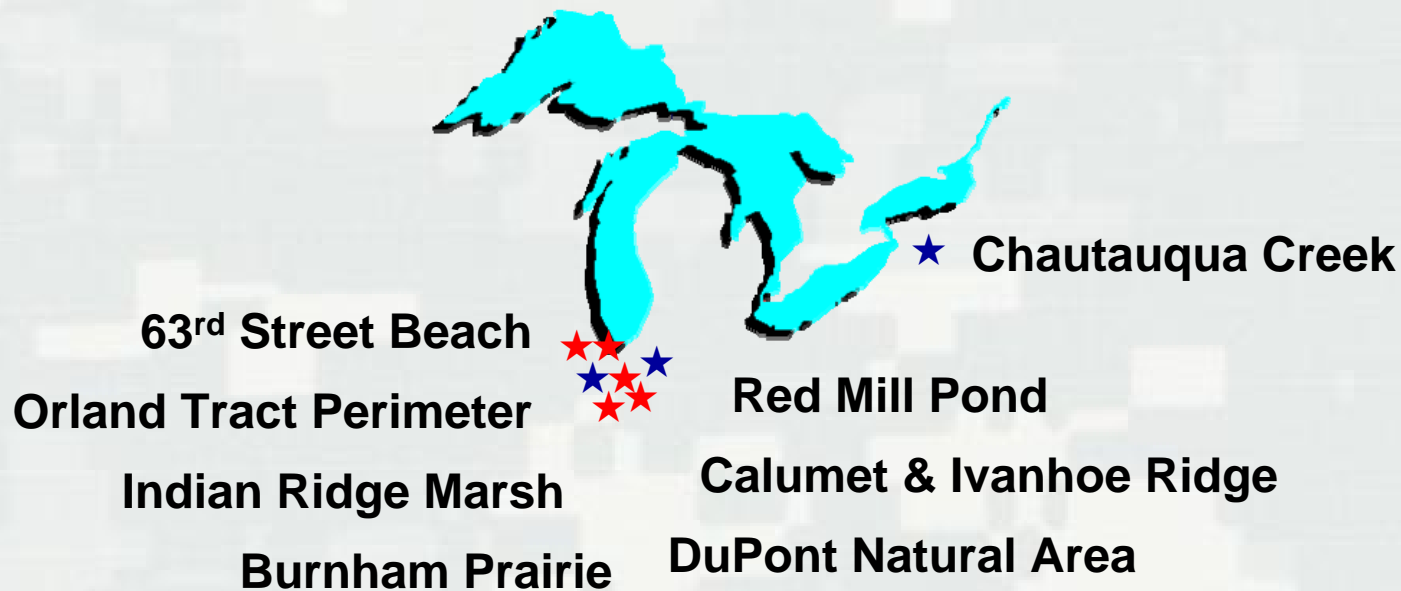 Chautauqua Creek
63rd Street Beach
Orland Tract Perimeter
Indian Ridge Marsh
Burnham Prairie
Red Mill Pond
Calumet & Ivanhoe Ridge
DuPont Natural Area